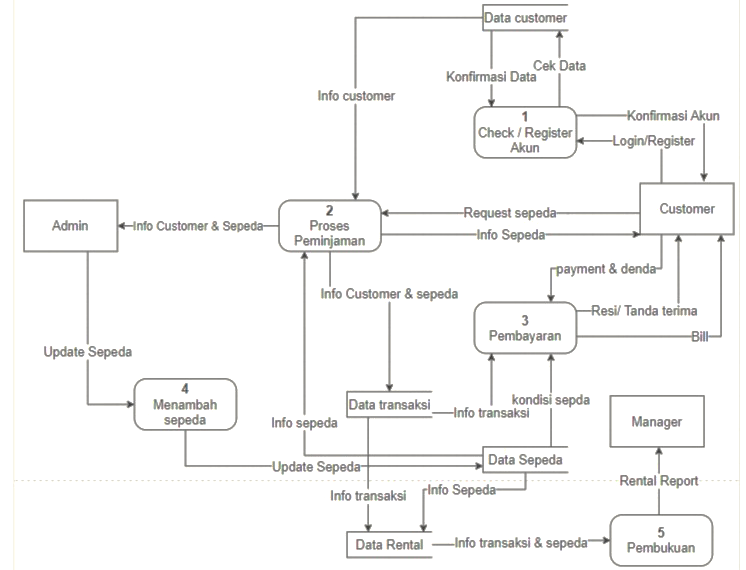 Data customer
Cek Data
Konfirmasi Data
Info customer
1
Check / Register
Akun
Konfirmasi Akun
Login/Register
Admin
Info Customer & Sepeda
2
Proses
Peminjaman
Request sepeda
Info Sepeda
Customer
payment & denda
Info Customer & sepeda
3
Pembayaran
Resi/ Tanda terima
Bill
Update Sepeda
4
Menambah
sepeda
Data transaksi
Info transaksi
kondisi sepda
Manager
Info sepeda
Update Sepeda
Data Sepeda
Rental Report
Info transaksi
Info Sepeda
Data Rental
Info transaksi & sepeda
5
Pembukuan